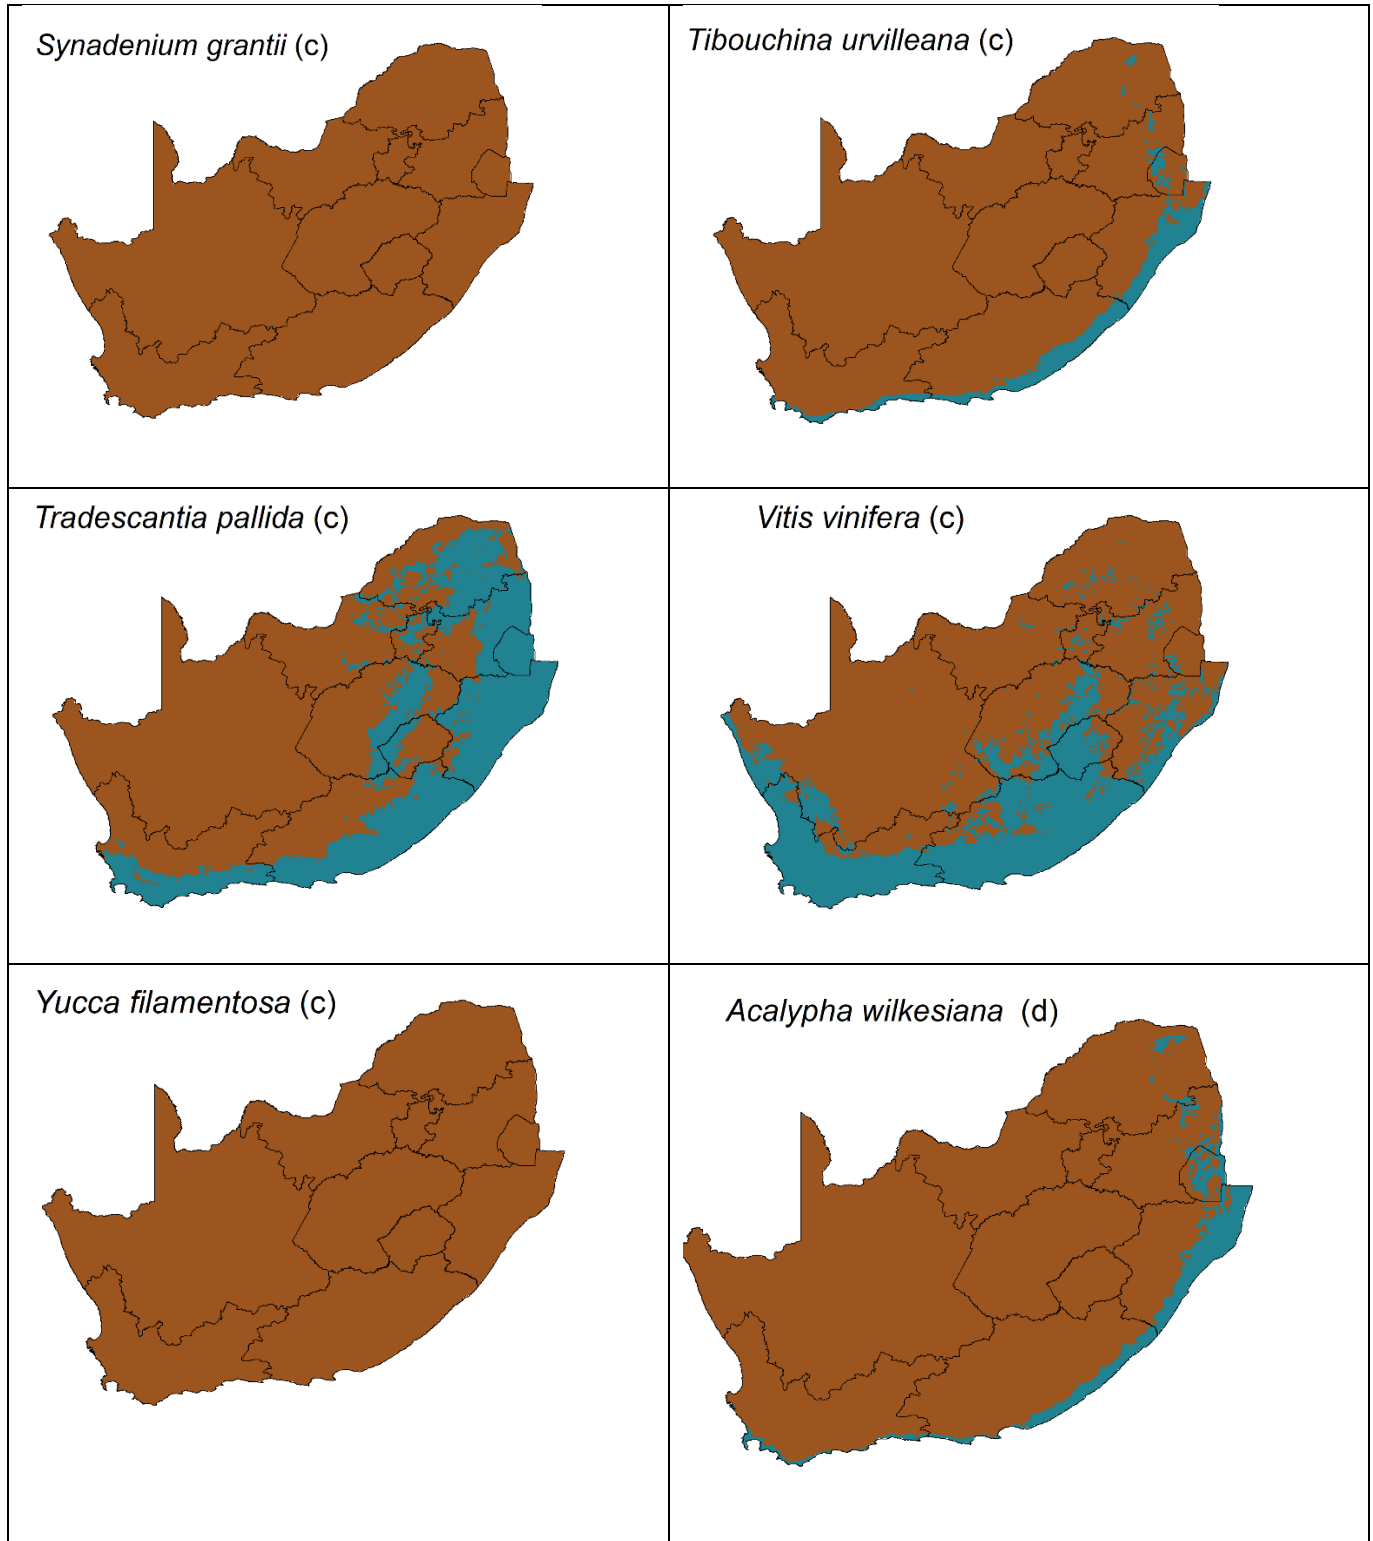 Synadenium grantii (c)
Tibouchina urvilleana (c)
Tradescantia pallida (c)
Vitis vinifera (c)
Yucca filamentosa (c)
Acalypha wilkesiana (d)